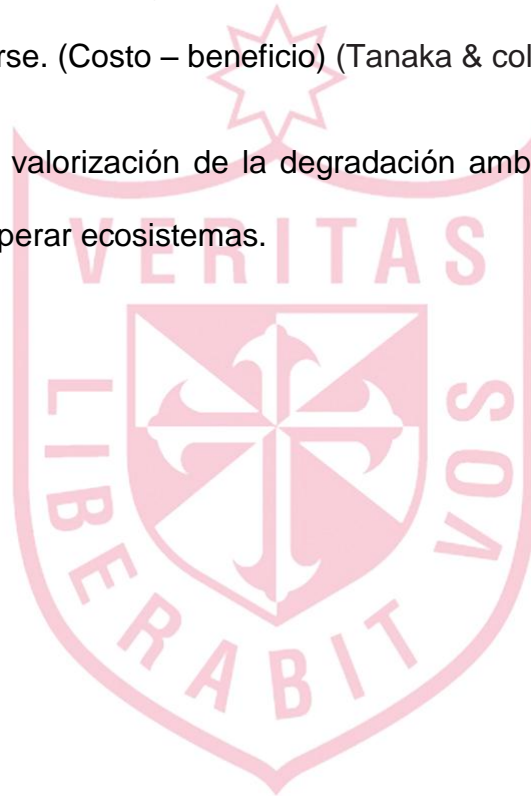 rse. (Costo – beneficio) (Tanaka & col
valorización de la degradación amb
perar ecosistemas.
VERITAS
LIBERABIT VOS